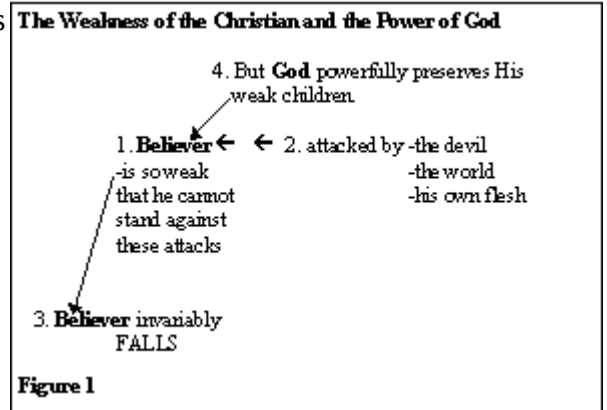 s
The Weakness of the Christian and the Power of God
4. But God powerfully preserves His
weak children.
1. Believer ← ← 2. attacked by -the devil
-is so weak -the world
that he cannot -his own flesh
stand against
these attacks
3. Believer invariably
FALLS
Figure 1